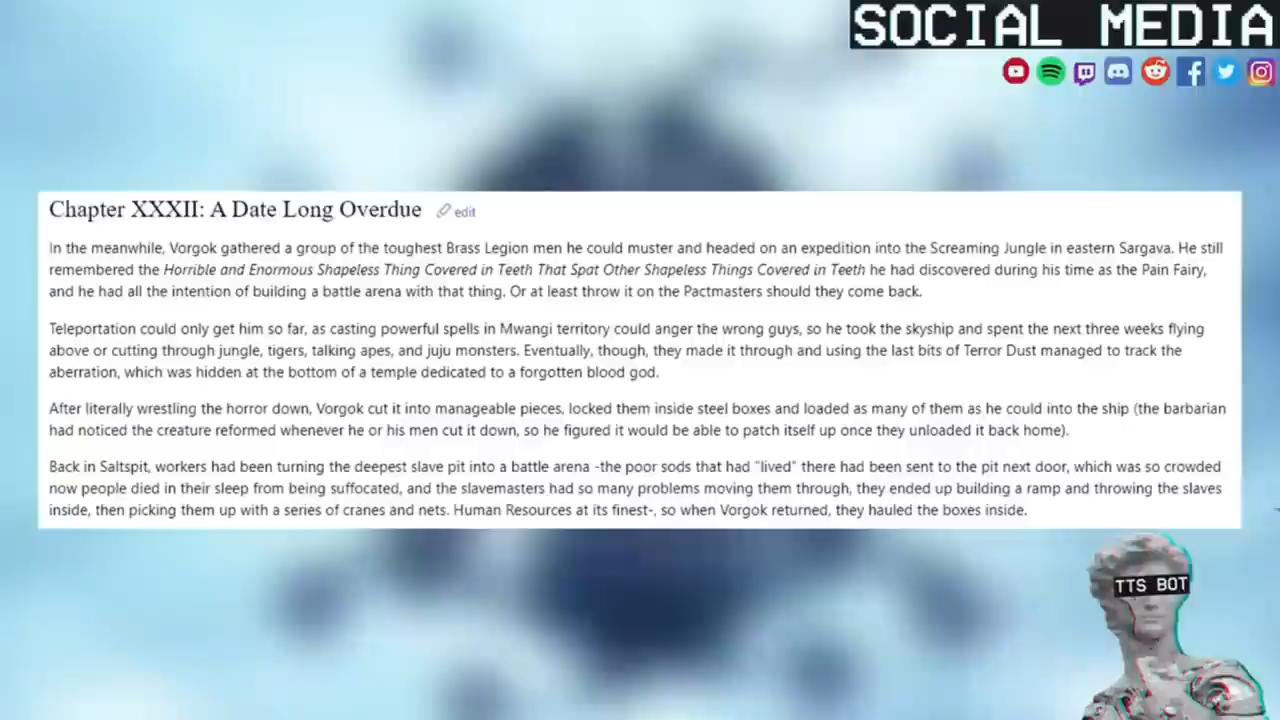 SOCIAL MEDIA
Chapter XXXII: A Date Long Overdue edit
In the meanwhile, Vorgok gathered a group of the toughest Brass Legion men he could muster and headed on an expedition into the Screaming Jungle in eastern Sargava. He still
remembered the Horrible and Enormous Shapeless Thing Covered in Teeth That Spat Other Shapeless Things Covered in Teeth he had discovered during his time as the Pain Fairy,
and he had all the intention of building a battle arena with that thing. Or at least throw it on the Pactmasters should they come back.
Teleportation could only get him so far, as casting powerful spells in Mwangi territory could anger the wrong guys, so he took the skyship and spent the next three weeks flying
above or cutting through jungle, tigers, talking apes, and juju monsters. Eventually, though, they made it through and using the last bits of Terror Dust managed to track the
aberration, which was hidden at the bottom of a temple dedicated to a forgotten blood god.
After literally wrestling the horror down, Vorgok cut it into manageable pieces, locked them inside steel boxes and loaded as many of them as he could into the ship (the barbarian
had noticed the creature reformed whenever he or his men cut it down, so he figured it would be able to patch itself up once they unloaded it back home).
Back in Saltspit, workers had been turning the deepest slave pit into a battle arena -the poor sods that had "lived" there had been sent to the pit next door, which was so crowded
now people died in their sleep from being suffocated, and the slavemasters had so many problems moving them through, they ended up building a ramp and throwing the slaves
inside, then picking them up with a series of cranes and nets. Human Resources at its finest-, so when Vorgok returned, they hauled the boxes inside.
TTS BOT